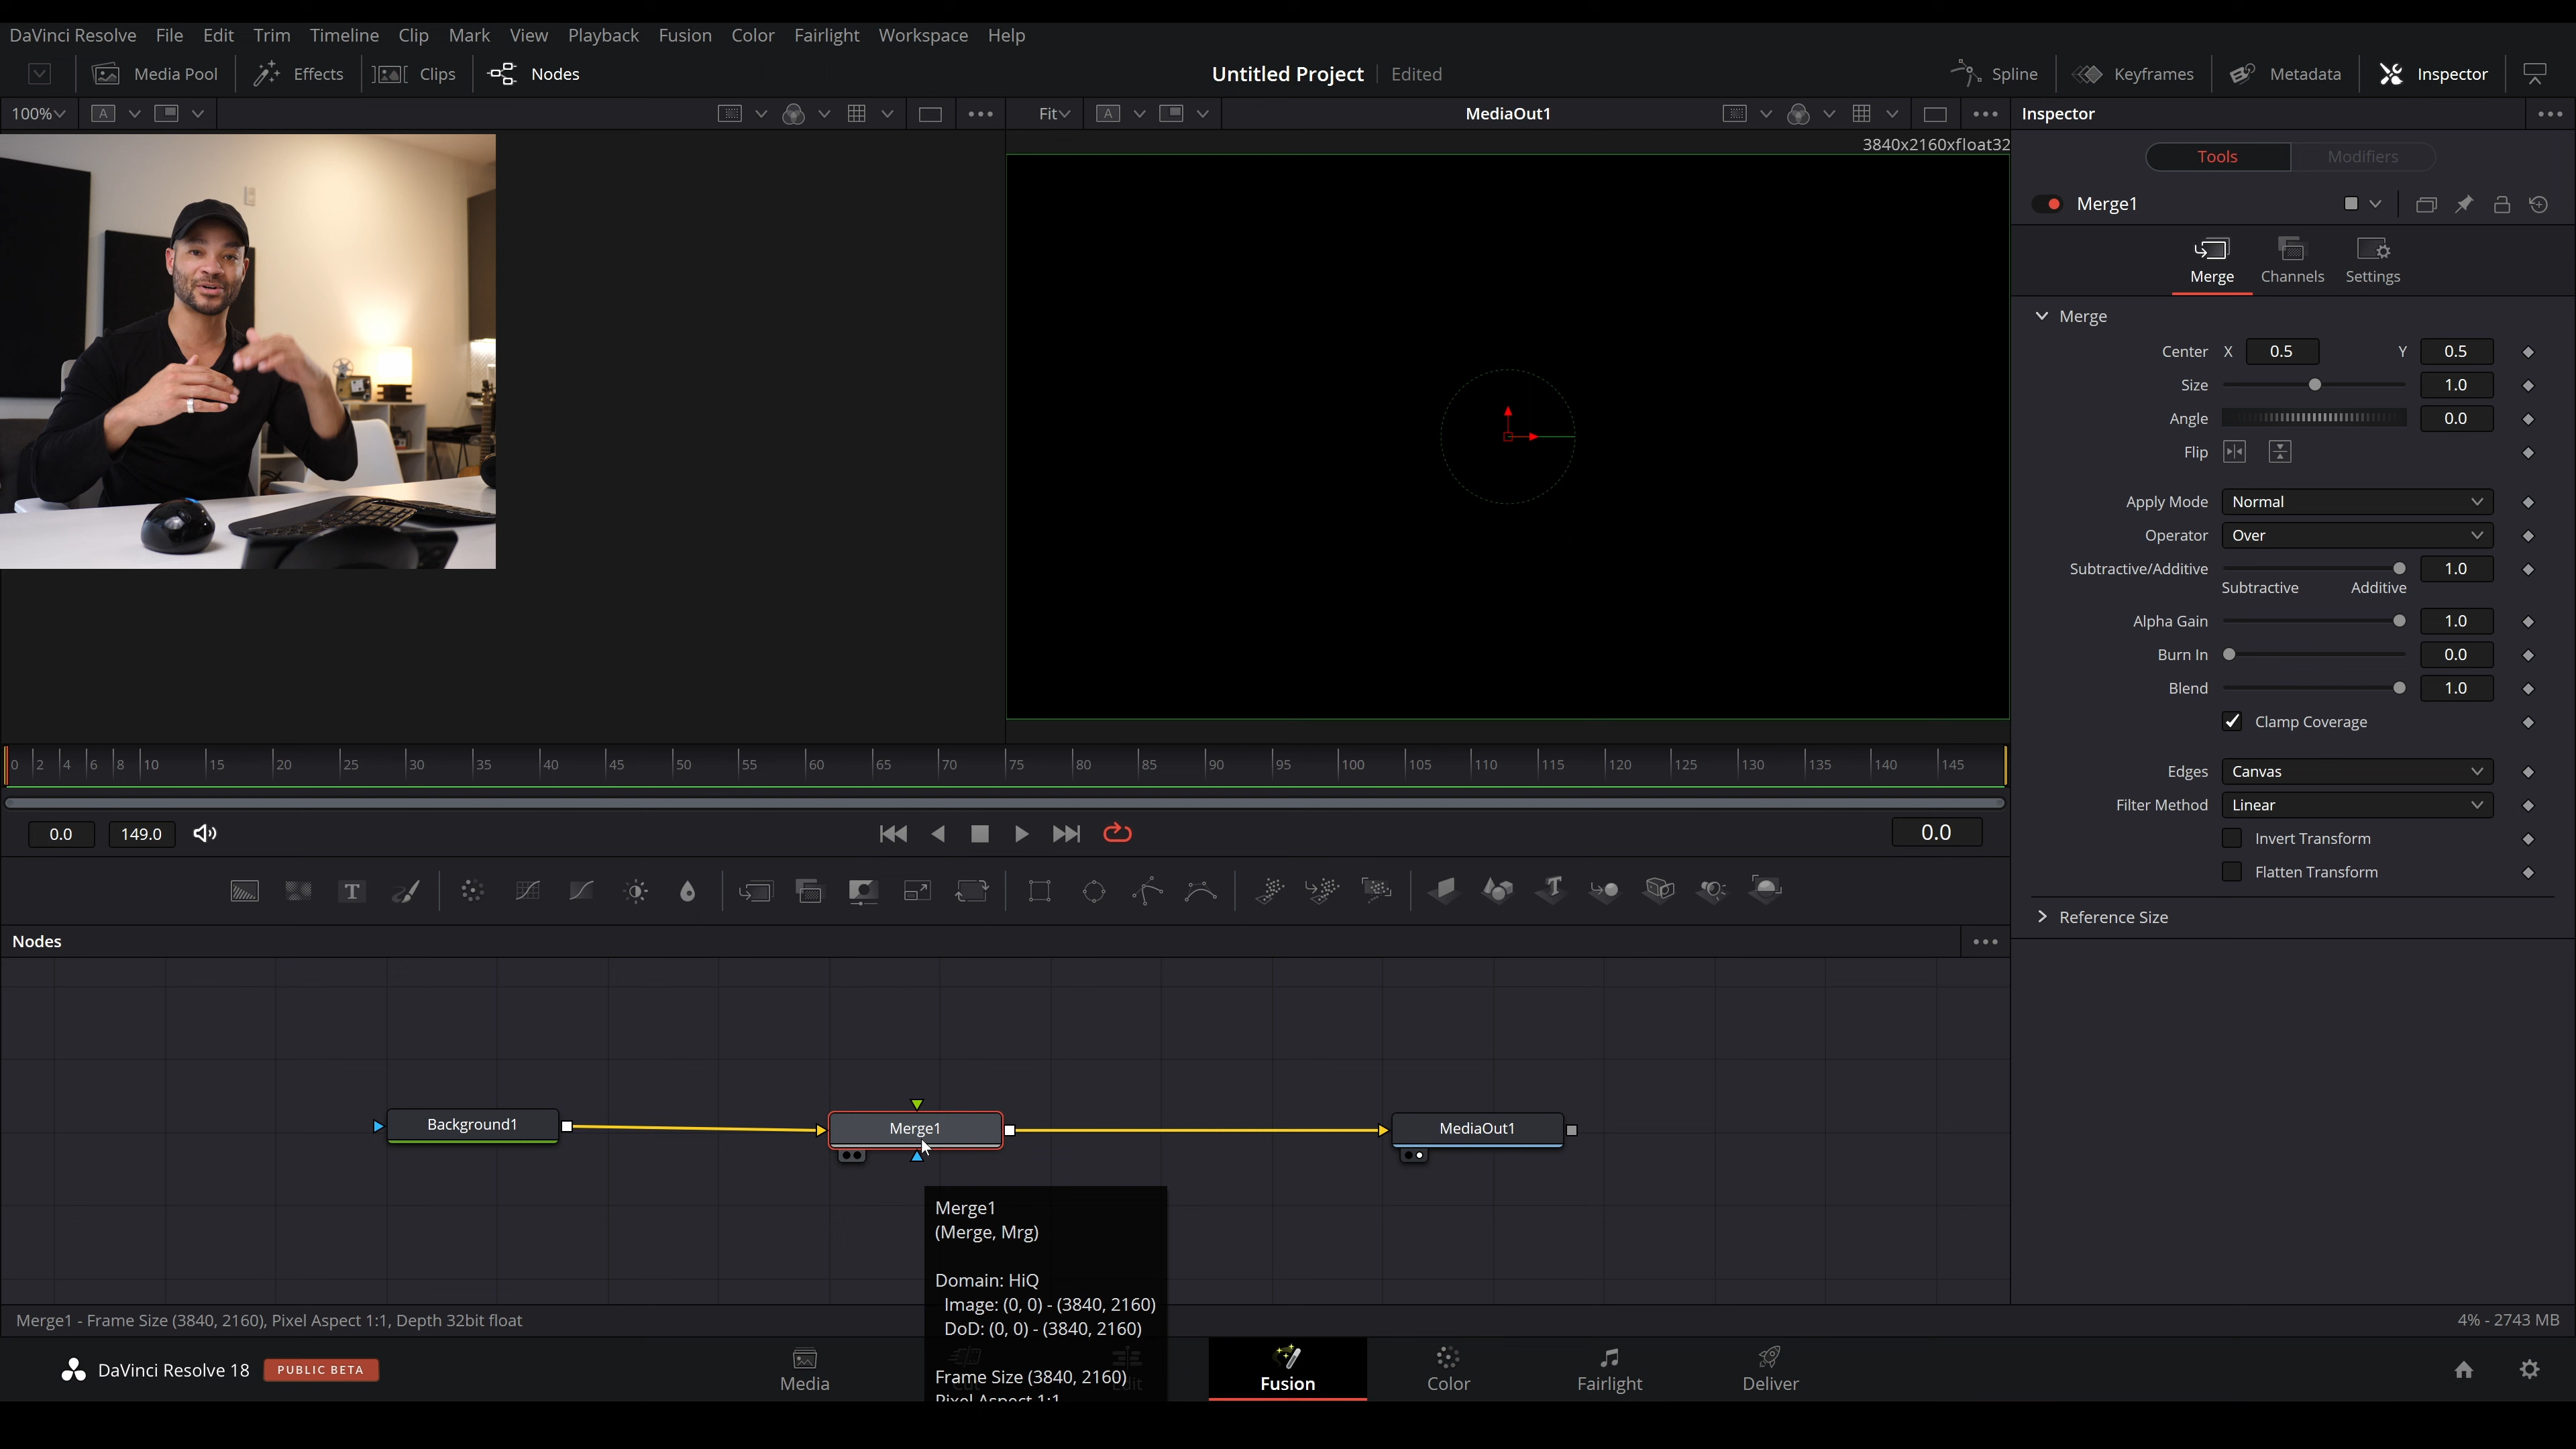 DaVinci Resolve File Edit Trim Timeline Clip Mark View Playback Fusion Color Fairlight Workspace Help
Media Pool Effects Clips Nodes Untitled Project Edited Spline Keyframes Metadata Inspector
100% A Fit A MediaOut1 Inspector
3840x2160xfloat32
Tools Modifiers
Merge1
Merge Channels Settings
Merge
Center X 0.5 Y 0.5
Size 1.0
Angle 0.0
Flip
Apply Mode Normal
Operator Over
Subtractive/Additive 1.0
Subtractive Additive
Alpha Gain 1.0
Burn In 0.0
Blend 1.0
Clamp Coverage
Edges Canvas
Filter Method Linear
Invert Transform
Flatten Transform
Reference Size
0 2 4 6 8 10 15 20 25 30 35 40 45 50 55 60 65 70 75 80 85 90 95 100 105 110 115 120 125 130 135 140 145
0.0 149.0 0.0
T T
Nodes
Background1 Merge1 MediaOut1
Merge1
(Merge, Mrg)
Domain: HiQ
Image: (0, 0) - (3840, 2160)
DoD: (0, 0) - (3840, 2160)
Frame Size (3840, 2160)
Pixel Aspect 1:1
Merge1 - Frame Size (3840, 2160), Pixel Aspect 1:1, Depth 32bit float 4% - 2743 MB
DaVinci Resolve 18 PUBLIC BETA Media Cut Edit Fusion Color Fairlight Deliver